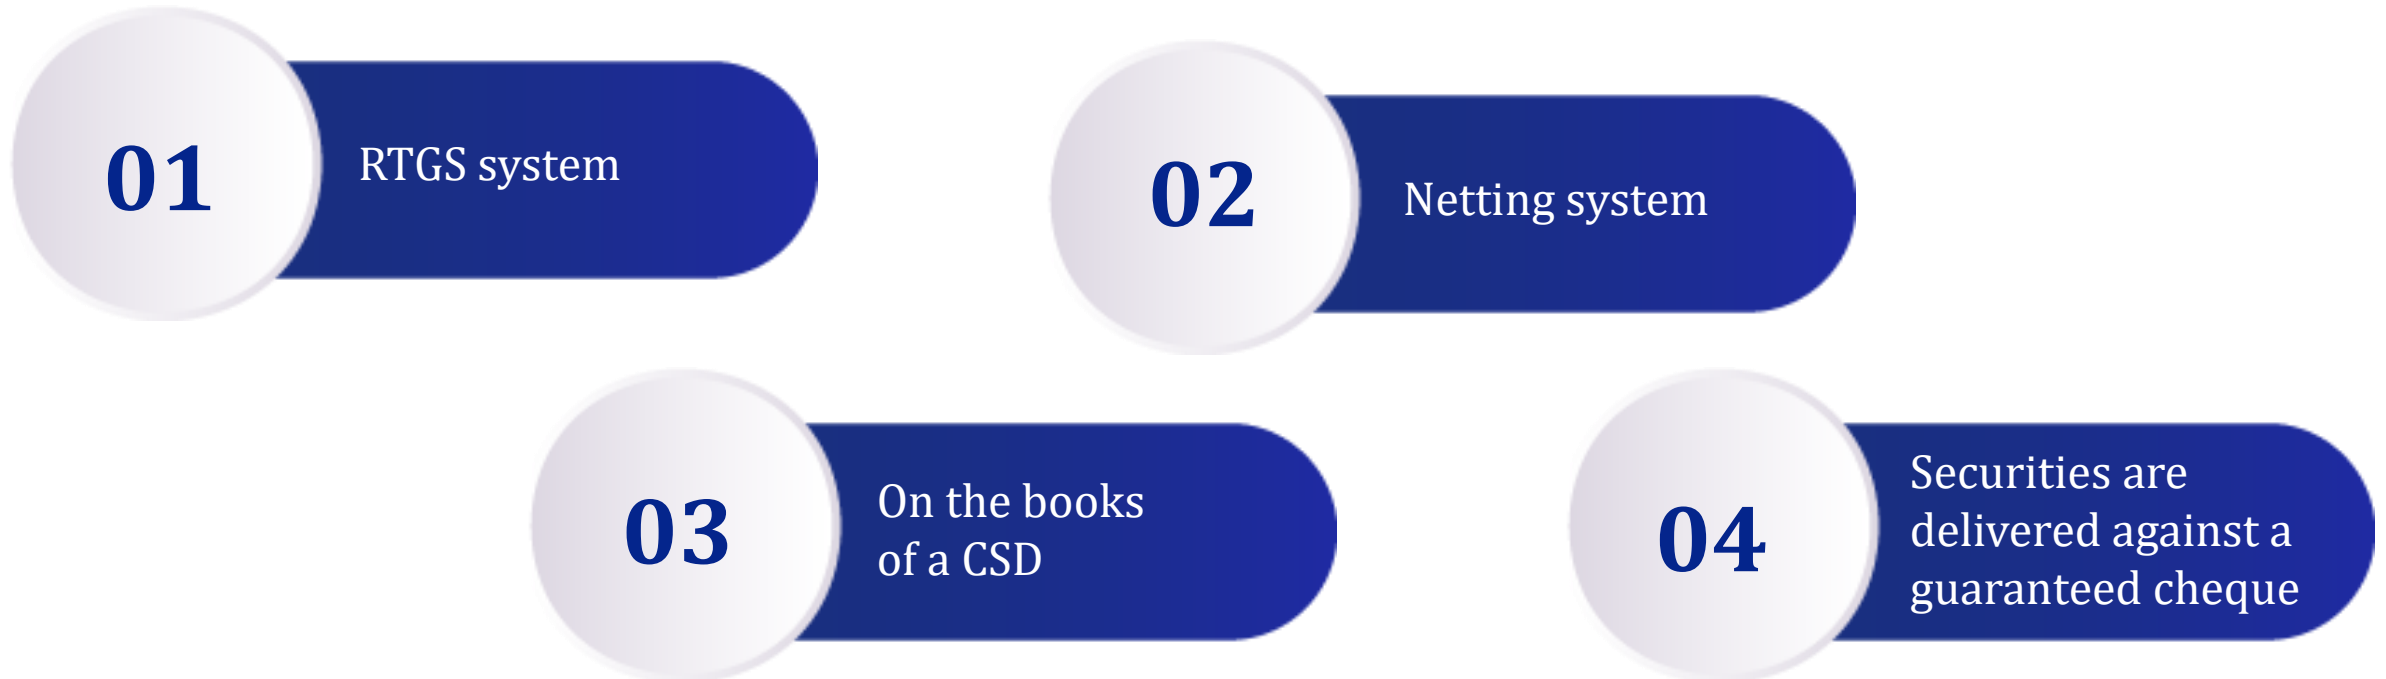 01
RTGS system
02
Netting system
03
On the books
of a CSD
04
Securities are
delivered against a
guaranteed cheque